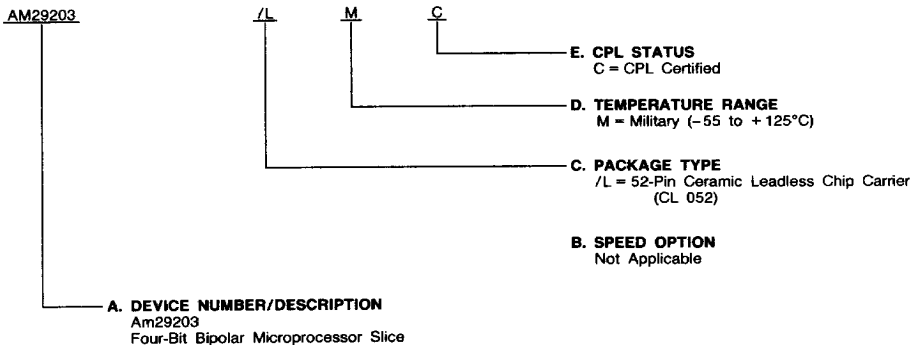 AM29203 /L M C
E. CPL STATUS
C = CPL Certified
D. TEMPERATURE RANGE
M = Military (-55 to +125°C)
C. PACKAGE TYPE
/L = 52-Pin Ceramic Leadless Chip Carrier
(CL 052)
B. SPEED OPTION
Not Applicable
A. DEVICE NUMBER/DESCRIPTION
Am29203
Four-Bit Bipolar Microprocessor Slice